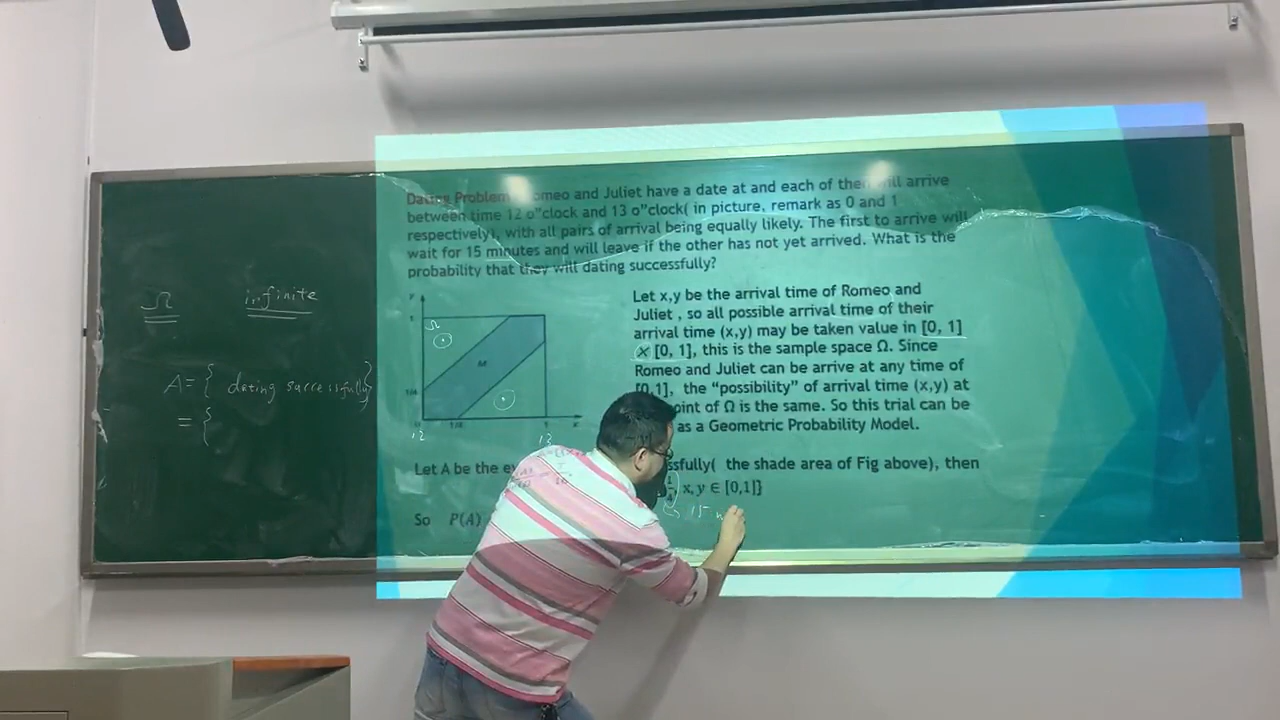 Dating Problem Romeo and Juliet have a date at and each of them will arrive
between time 12 o"clock and 13 o"clock( in picture, remark as 0 and 1
respectively), with all pairs of arrival being equally likely. The first to arrive will
wait for 15 minutes and will leave if the other has not yet arrived. What is the
probability that they will dating successfully?
Ω infinite
A = { dating successfully}
= {
y
1
Ω
M
1/4
0 1/4 1 x
12 13
Let x,y be the arrival time of Romeo and
Juliet , so all possible arrival time of their
arrival time (x,y) may be taken value in [0, 1]
× [0, 1], this is the sample space Ω. Since
Romeo and Juliet can be arrive at any time of
[0,1], the “possibility” of arrival time (x,y) at
point of Ω is the same. So this trial can be
as a Geometric Probability Model.
Let A be the ssfully( the shade area of Fig above), then
x, y ∈ [0,1]}
15
So P(A)